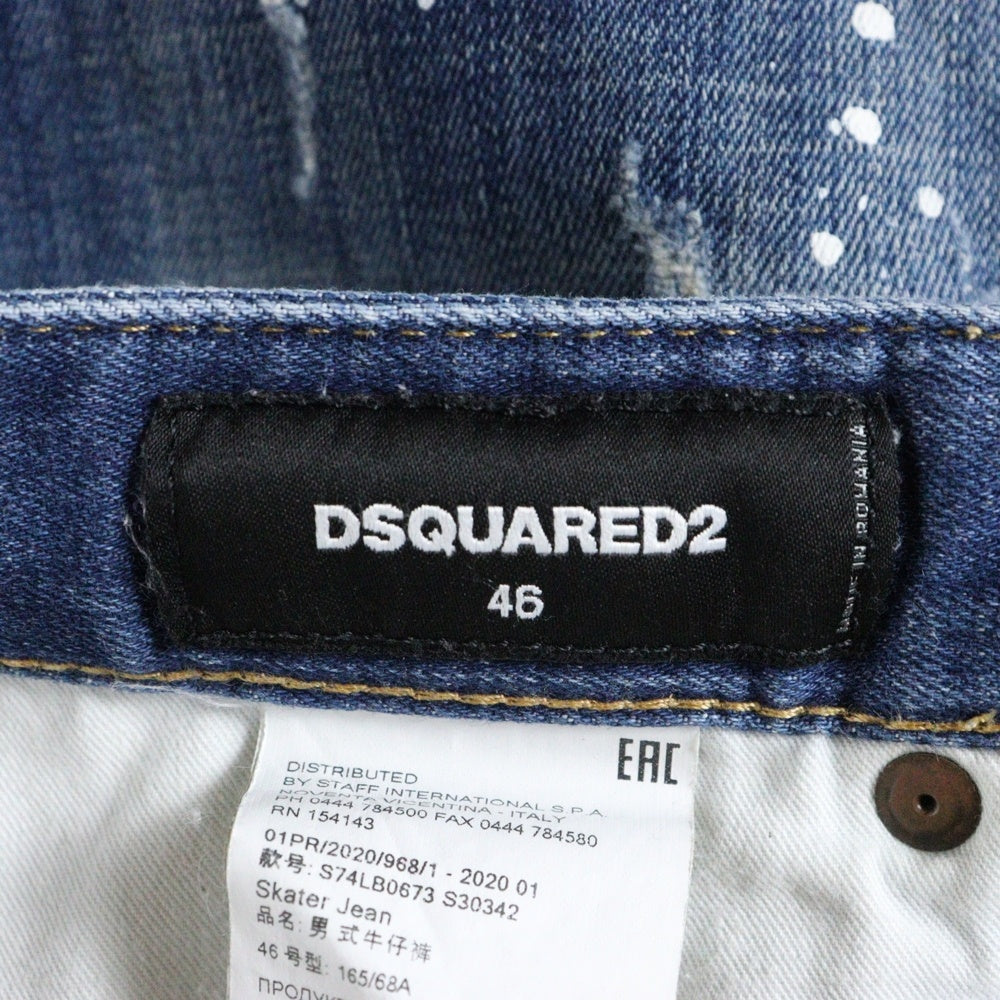 DSQUARED2
46
MADE IN ROMANIA
EAC
DISTRIBUTED
BY STAFF INTERNATIONAL S.P.A.
NOVENTA VICENTINA - ITALY
PH 0444 784500 FAX 0444 784580
RN 154143
01PR/2020/968/1 - 2020 01
款号: S74LB0673 S30342
Skater Jean
品名: 男式牛仔裤
46 号型: 165/68A